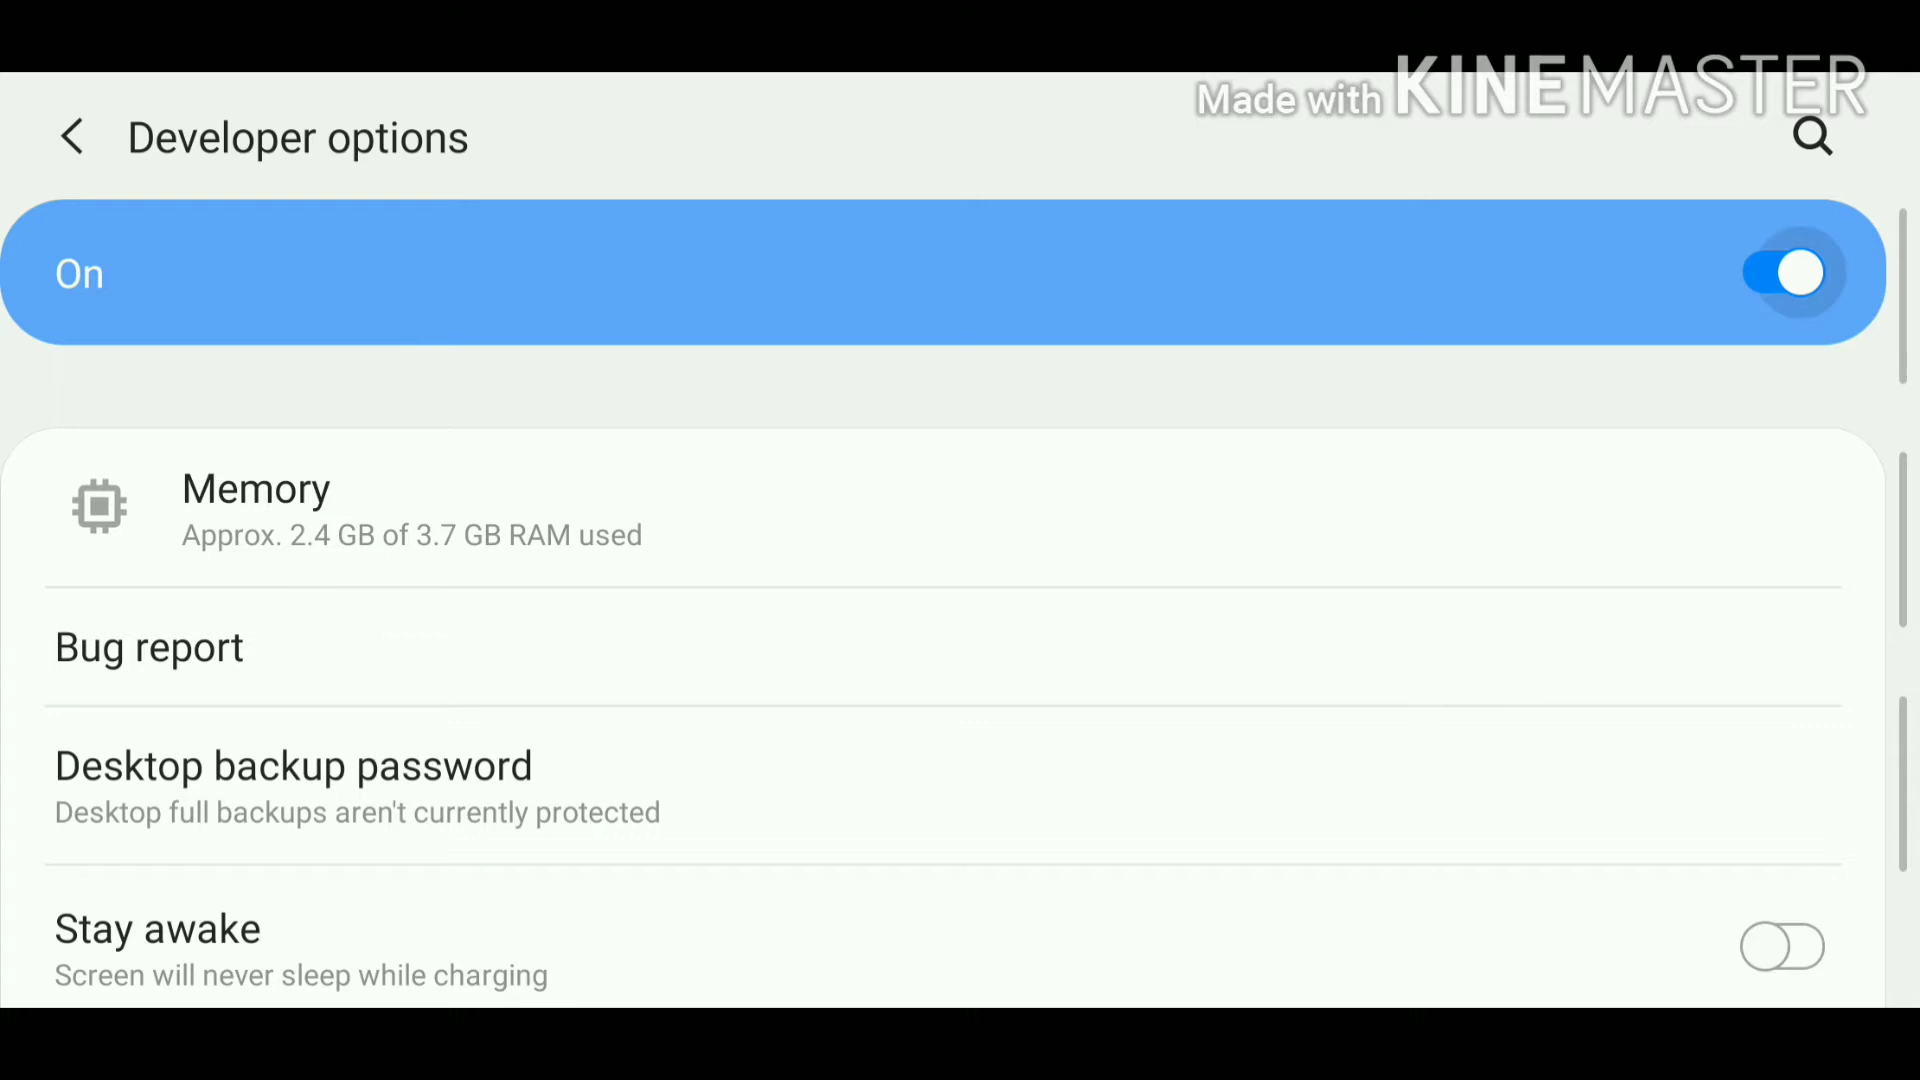 Made with KINEMASTER
Developer options
On
Memory
Approx. 2.4 GB of 3.7 GB RAM used
Bug report
Desktop backup password
Desktop full backups aren't currently protected
Stay awake
Screen will never sleep while charging